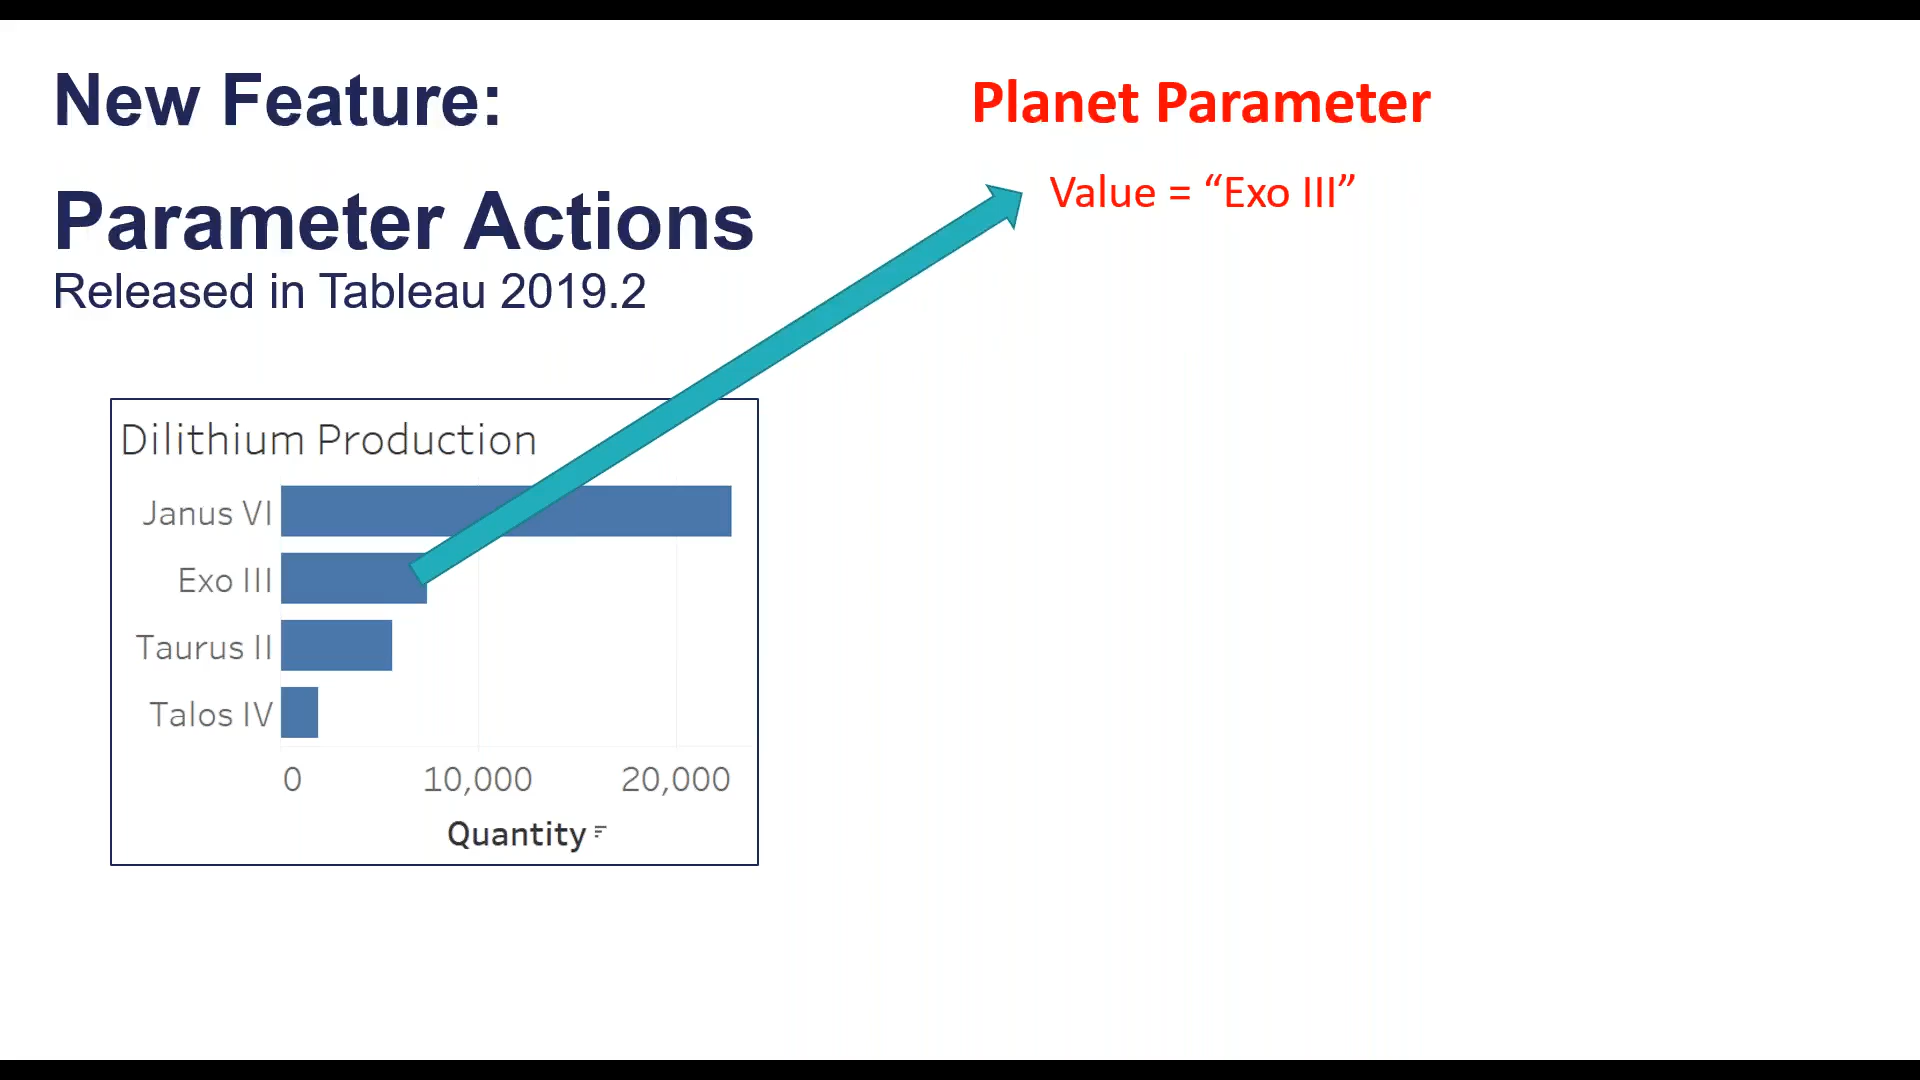 New Feature:
Parameter Actions
Released in Tableau 2019.2
Planet Parameter
Value = “Exo III”
Dilithium Production
Janus VI
Exo III
Taurus II
Talos IV
0 10,000 20,000
Quantity